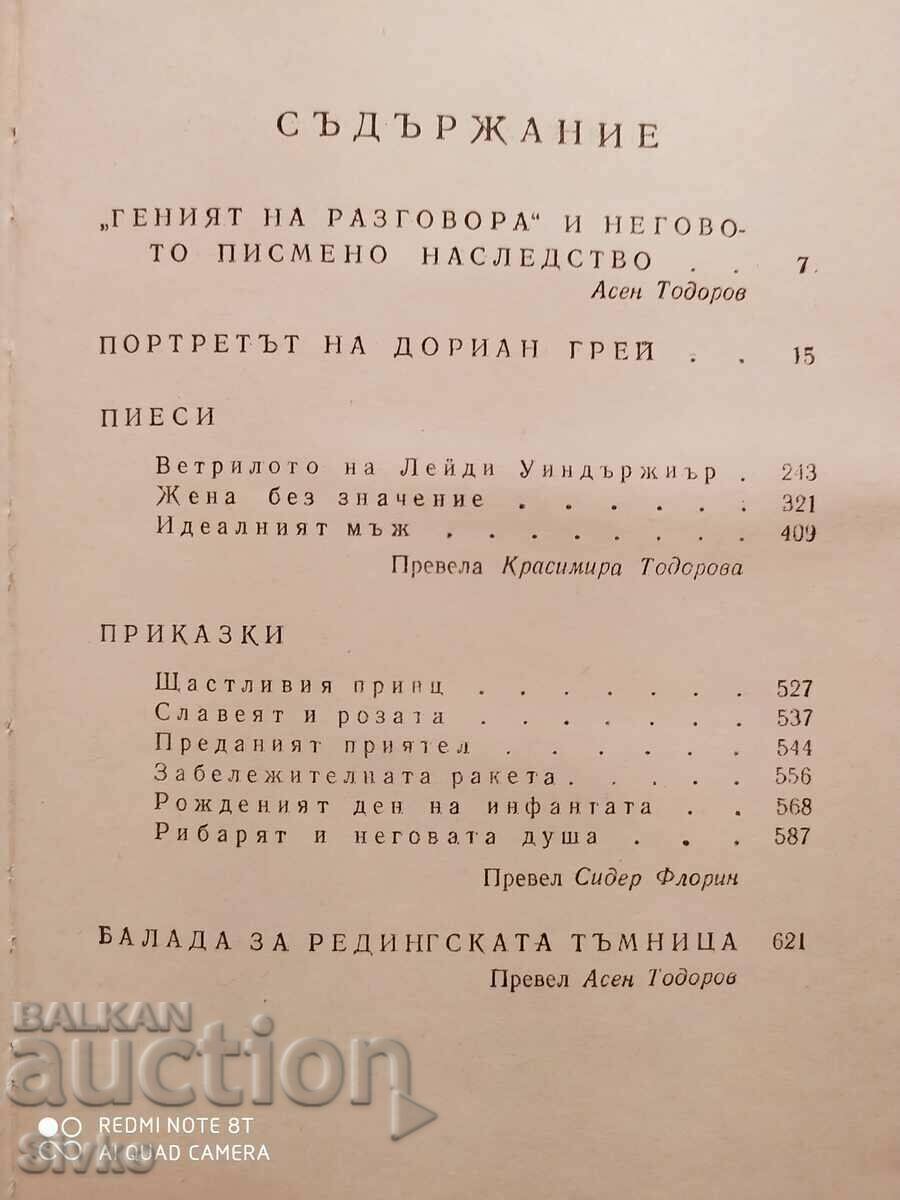 СЪДЪРЖАНИЕ
„ГЕНИЯТ НА РАЗГОВОРА“ И НЕГОВО-
ТО ПИСМЕНО НАСЛЕДСТВО . . 7
Асен Тодоров
ПОРТРЕТЪТ НА ДОРИАН ГРЕЙ . . 15
ПИЕСИ
Ветрилото на Лейди Уиндържиър . 243
Жена без значение . . . . . . 321
Идеалният мъж . . . . . . . . 409
Превела Красимира Тодорова
ПРИКАЗКИ
Щастливия принц . . . . . . . 527
Славеят и розата . . . . . . . 537
Преданият приятел . . . . . . 544
Забележителната ракета . . . . . 556
Рожденият ден на инфантата . . 568
Рибарят и неговата душа . . . 587
Превел Сидер Флорин
БАЛАДА ЗА РЕДИНГСКАТА ТЪМНИЦА 621
Превел Асен Тодоров
BALKAN
auction
REDMI NOTE 8T
AI QUAD CAMERA
Sivko